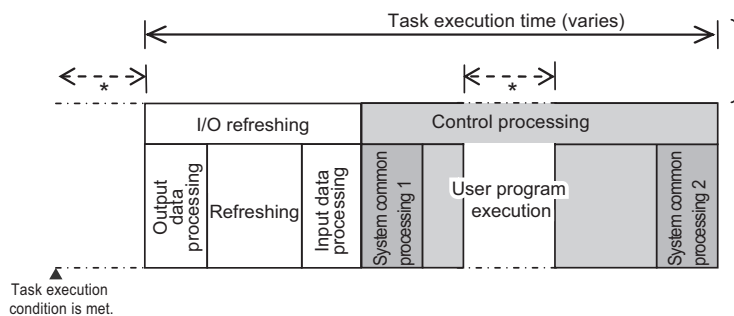 Task execution time (varies)
*
*
I/O refreshing
Control processing
Output
data
processing
Refreshing
Input data
processing
System common
processing 1
User program
execution
System common
processing 2
Task execution
condition is met.